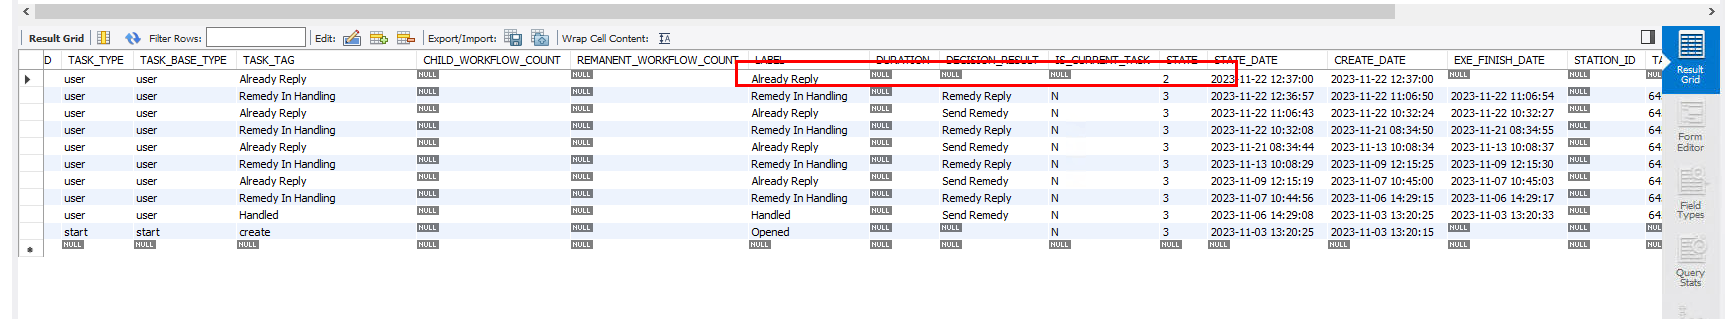 Result Grid Filter Rows: Edit: Export/Import: Wrap Cell Content: IA
D TASK_TYPE TASK_BASE_TYPE TASK_TAG CHILD_WORKFLOW_COUNT REMANENT_WORKFLOW_COUNT LABEL DURATION DECISION_RESULT IS_CURRENT_TASK STATE STATE_DATE CREATE_DATE EXE_FINISH_DATE STATION_ID TA
user user Already Reply NULL NULL Already Reply NULL NULL NULL 2 2023-11-22 12:37:00 2023-11-22 12:37:00 NULL NULL NULL
user user Remedy In Handling NULL NULL Remedy In Handling NULL Remedy Reply N 3 2023-11-22 12:36:57 2023-11-22 11:06:50 2023-11-22 11:06:54 NULL 64
user user Already Reply NULL NULL Already Reply NULL Send Remedy N 3 2023-11-22 11:06:43 2023-11-22 10:32:24 2023-11-22 10:32:27 NULL 64
user user Remedy In Handling NULL NULL Remedy In Handling NULL Remedy Reply N 3 2023-11-22 10:32:08 2023-11-21 08:34:50 2023-11-21 08:34:55 NULL 64
user user Already Reply NULL NULL Already Reply NULL Send Remedy N 3 2023-11-21 08:34:44 2023-11-13 10:08:34 2023-11-13 10:08:37 NULL 64
user user Remedy In Handling NULL NULL Remedy In Handling NULL Remedy Reply N 3 2023-11-13 10:08:29 2023-11-09 12:15:25 2023-11-09 12:15:30 NULL 64
user user Already Reply NULL NULL Already Reply NULL Send Remedy N 3 2023-11-09 12:15:19 2023-11-07 10:45:00 2023-11-07 10:45:03 NULL 64
user user Remedy In Handling NULL NULL Remedy In Handling NULL Remedy Reply N 3 2023-11-07 10:44:56 2023-11-06 14:29:15 2023-11-06 14:29:17 NULL 64
user user Handled NULL NULL Handled NULL Send Remedy N 3 2023-11-06 14:29:08 2023-11-03 13:20:25 2023-11-03 13:20:33 NULL 64
start start create NULL NULL Opened NULL NULL N 3 2023-11-03 13:20:25 2023-11-03 13:20:15 NULL NULL NULL
NULL NULL NULL NULL NULL NULL NULL NULL NULL NULL NULL NULL NULL NULL NULL
Result
Grid
Form
Editor
Field
Types
Query
Stats